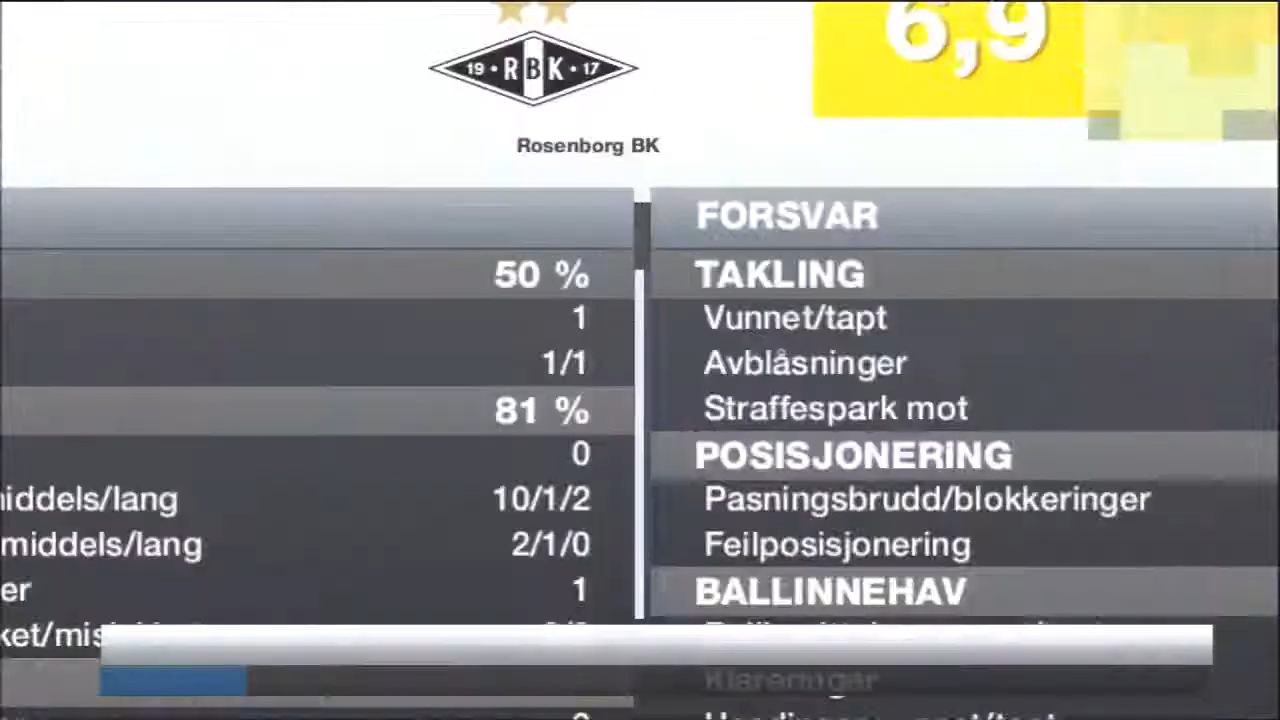 6,9
19 · RBK · 17
Rosenborg BK
FORSVAR
50 %
TAKLING
1
Vunnet/tapt
1/1
Avblåsninger
Straffespark mot
81 %
POSISJONERING
0
middels/lang
10/1/2
Pasningsbrudd/blokkeringer
middels/lang
2/1/0
Feilposisjonering
er
1
BALLINNEHAV
Klareringer